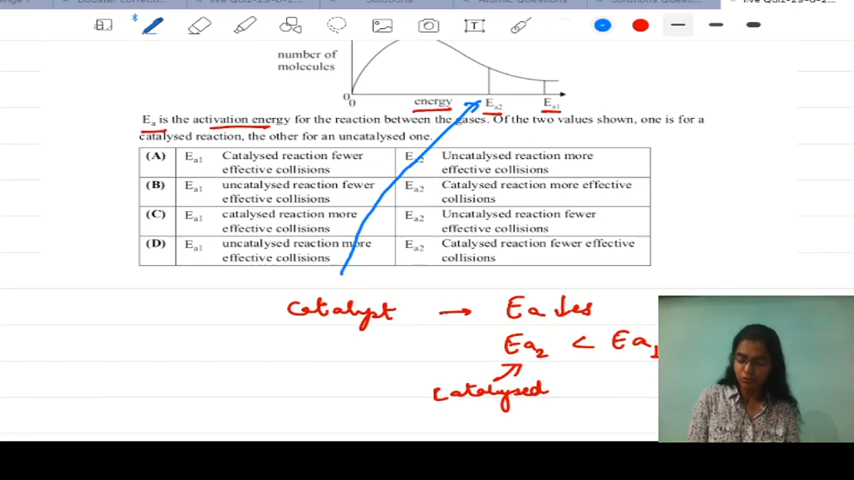 number of
molecules
0
0
energy
Ea2
Ea1
Ea is the activation energy for the reaction between the gases. Of the two values shown, one is for a
catalysed reaction, the other for an uncatalysed one.
(A) Ea1 Catalysed reaction fewer effective collisions Ea2 Uncatalysed reaction more effective collisions
(B) Ea1 uncatalysed reaction fewer effective collisions Ea2 Catalysed reaction more effective collisions
(C) Ea1 catalysed reaction more effective collisions Ea2 Uncatalysed reaction fewer effective collisions
(D) Ea1 uncatalysed reaction more effective collisions Ea2 Catalysed reaction fewer effective collisions
Catalyst → Ea ↓es
Ea2 < Ea1
Catalysed